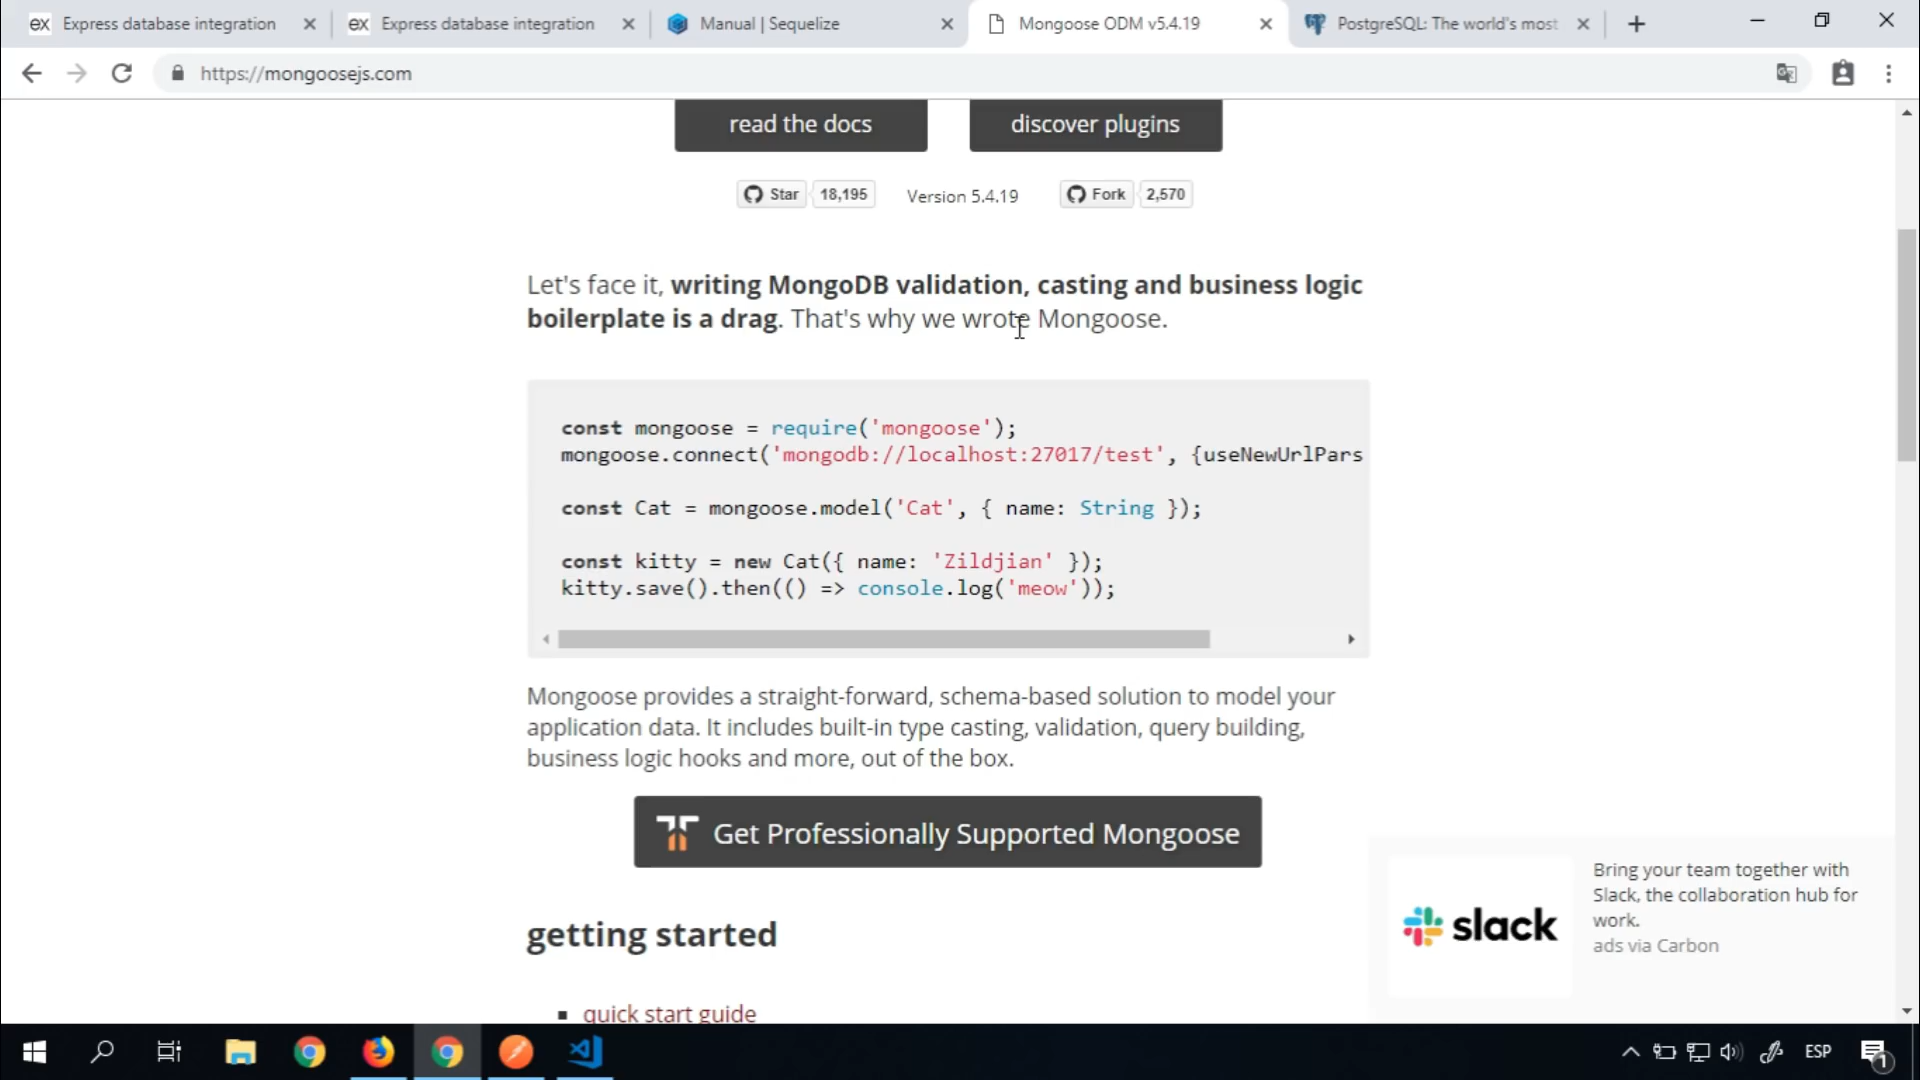 Express database integration
Express database integration
Manual | Sequelize
Mongoose ODM v5.4.19
PostgreSQL: The world's most
https://mongoosejs.com
read the docs
discover plugins
Star
18,195
Version 5.4.19
Fork
2,570
Let's face it, writing MongoDB validation, casting and business logic
boilerplate is a drag. That's why we wrote Mongoose.
const mongoose = require('mongoose');
mongoose.connect('mongodb://localhost:27017/test', {useNewUrlPars
const Cat = mongoose.model('Cat', { name: String });
const kitty = new Cat({ name: 'Zildjian' });
kitty.save().then(() => console.log('meow'));
Mongoose provides a straight-forward, schema-based solution to model your
application data. It includes built-in type casting, validation, query building,
business logic hooks and more, out of the box.
Get Professionally Supported Mongoose
getting started
quick start guide
slack
Bring your team together with
Slack, the collaboration hub for
work.
ads via Carbon
ESP
1